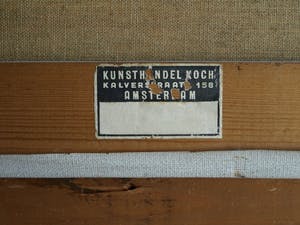 KUNSTHANDEL KOCH
KALVERSTRAAT 158
AMSTERDAM